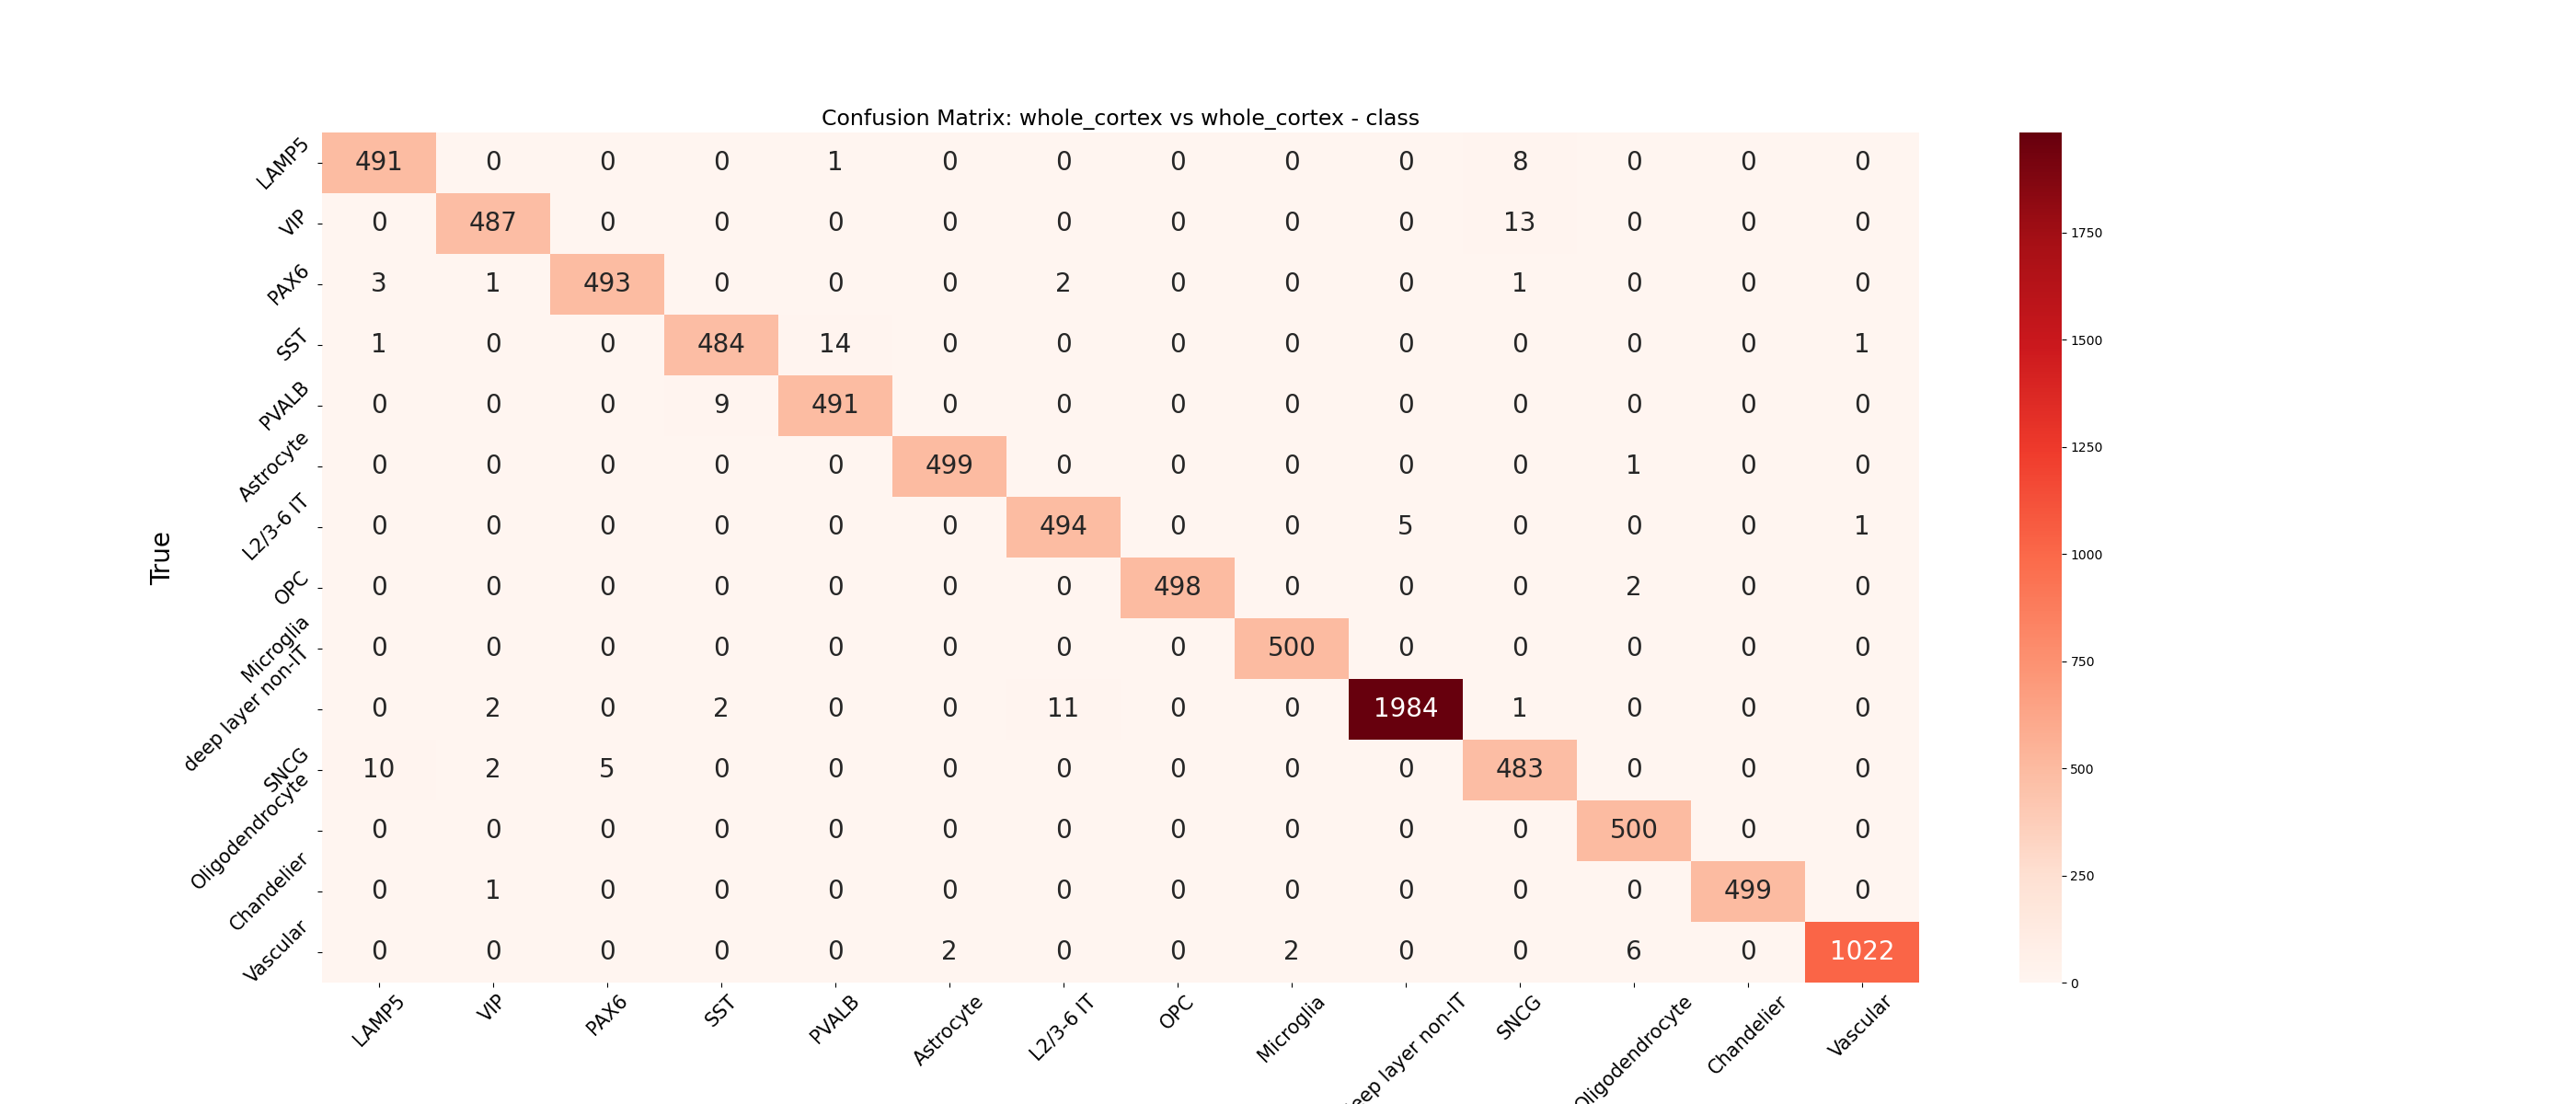 Confusion Matrix: whole_cortex vs whole_cortex - class
LAMP5 491 0 0 0 1 0 0 0 0 0 8 0 0 0
VIP 0 487 0 0 0 0 0 0 0 0 13 0 0 0
PAX6 3 1 493 0 0 0 2 0 0 0 1 0 0 0
SST 1 0 0 484 14 0 0 0 0 0 0 0 0 1
PVALB 0 0 0 9 491 0 0 0 0 0 0 0 0 0
Astrocyte 0 0 0 0 0 499 0 0 0 0 0 1 0 0
L2/3-6 IT 0 0 0 0 0 0 494 0 0 5 0 0 0 1
OPC 0 0 0 0 0 0 0 498 0 0 0 2 0 0
Microglia 0 0 0 0 0 0 0 0 500 0 0 0 0 0
deep layer non-IT 0 2 0 2 0 0 11 0 0 1984 1 0 0 0
SNCG 10 2 5 0 0 0 0 0 0 0 483 0 0 0
Oligodendrocyte 0 0 0 0 0 0 0 0 0 0 0 500 0 0
Chandelier 0 1 0 0 0 0 0 0 0 0 0 0 499 0
Vascular 0 0 0 0 0 2 0 0 2 0 0 6 0 1022
True
LAMP5 VIP PAX6 SST PVALB Astrocyte L2/3-6 IT OPC Microglia eep layer non-IT SNCG Oligodendrocyte Chandelier Vascular
1750
1500
1250
1000
750
500
250
0